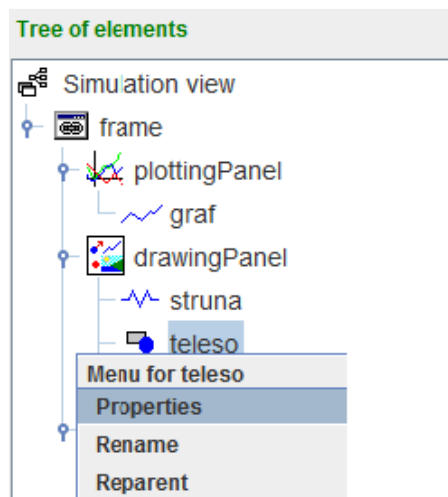 Tree of elements
Simulation view
frame
plottingPanel
graf
drawingPanel
struna
teleso
Menu for teleso
Properties
Rename
Reparent